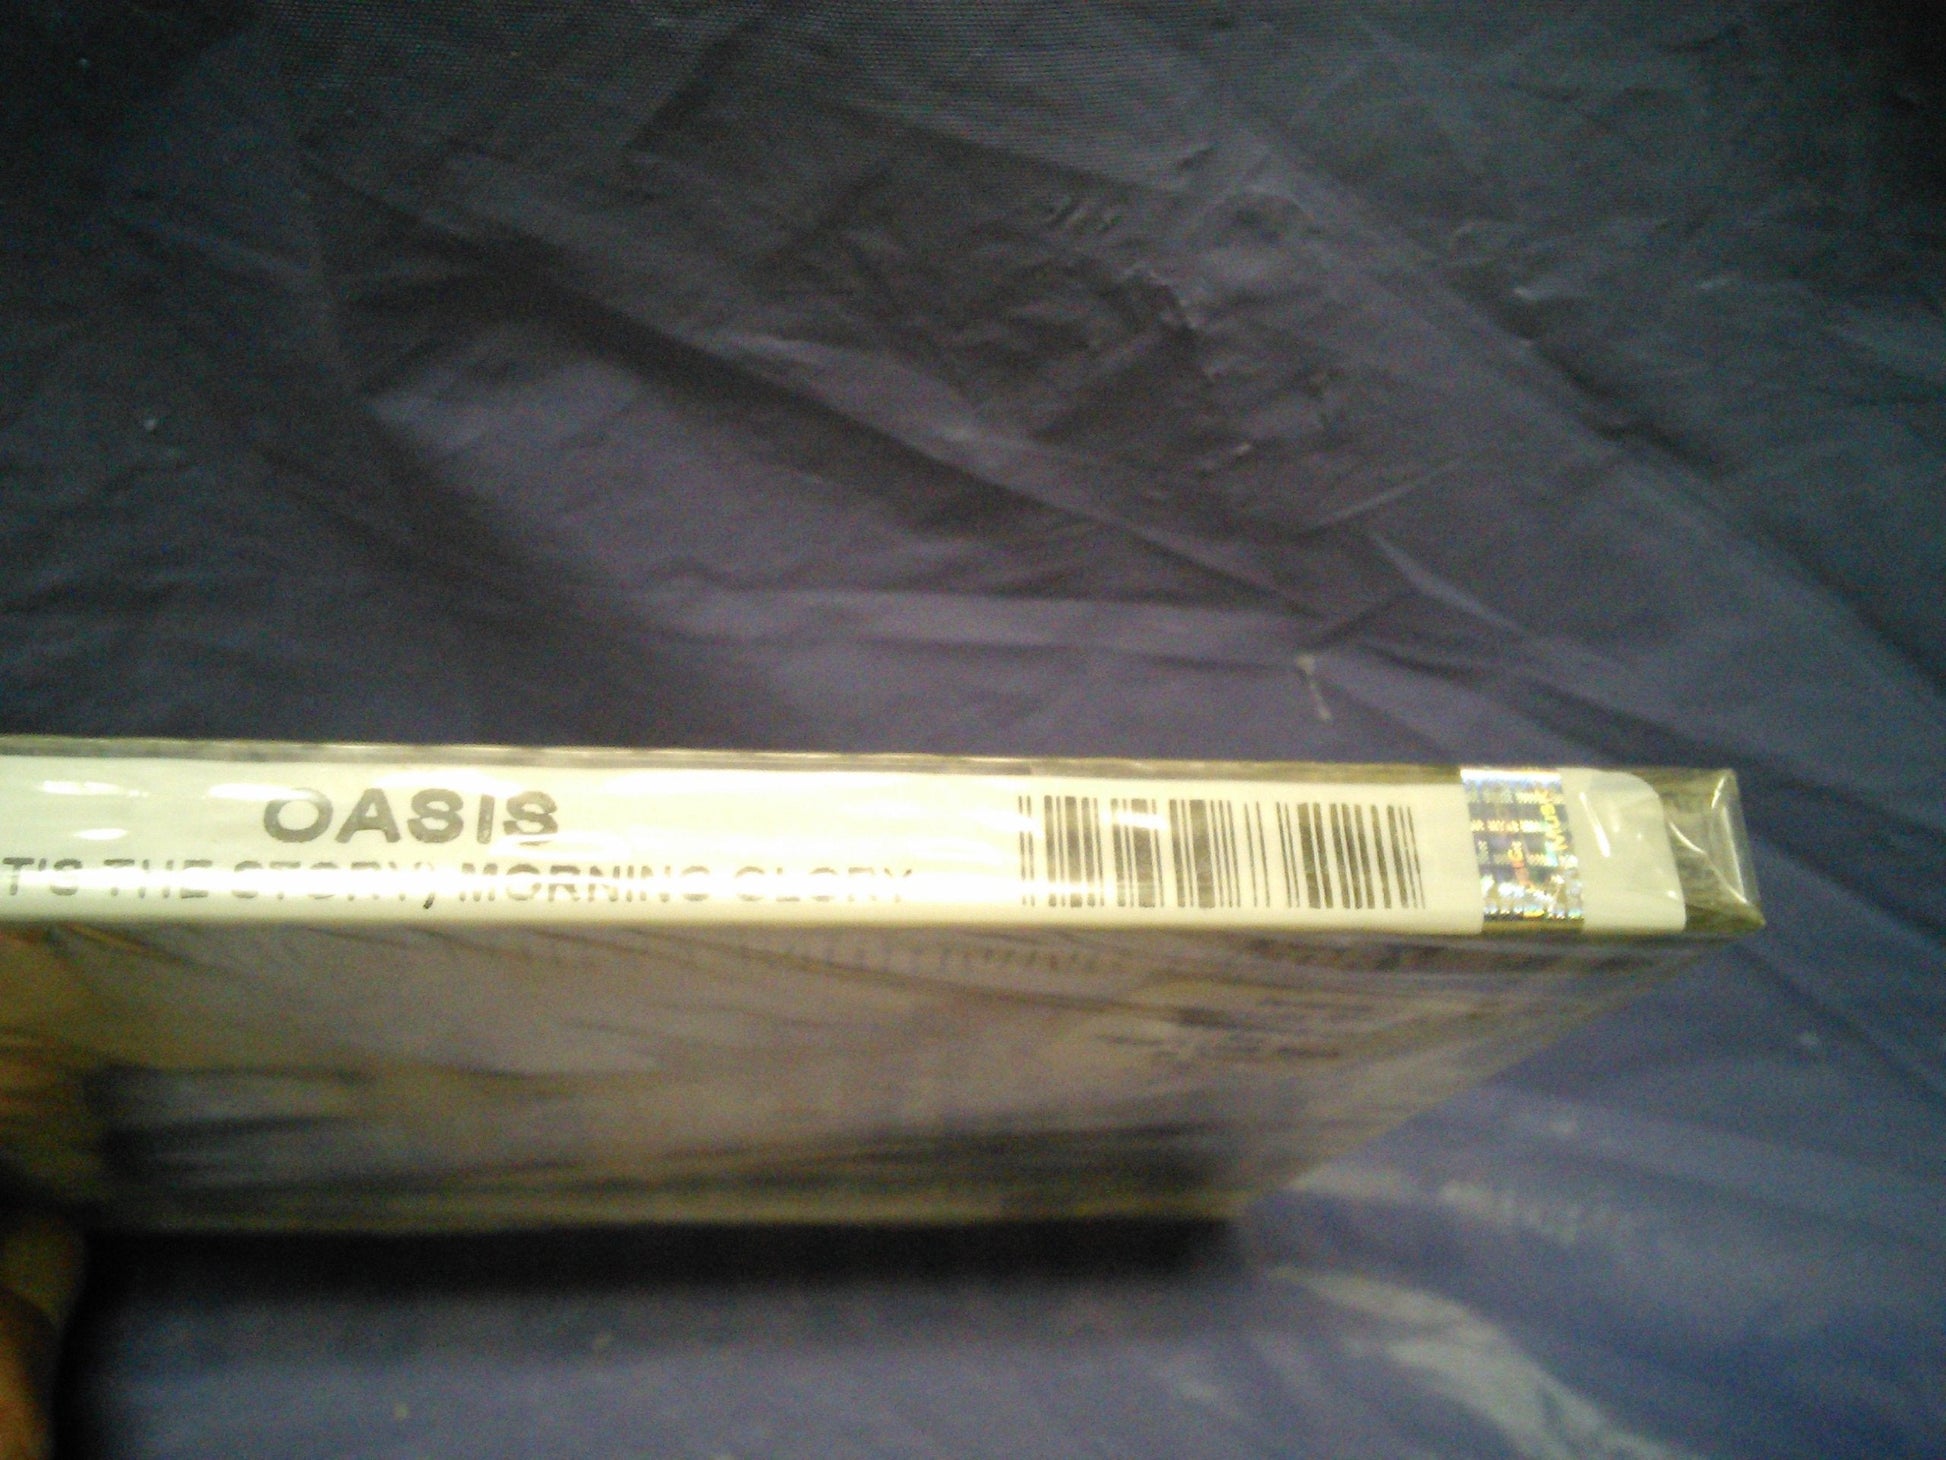 OASIS
T'S THE STORY) MORNING GLORY